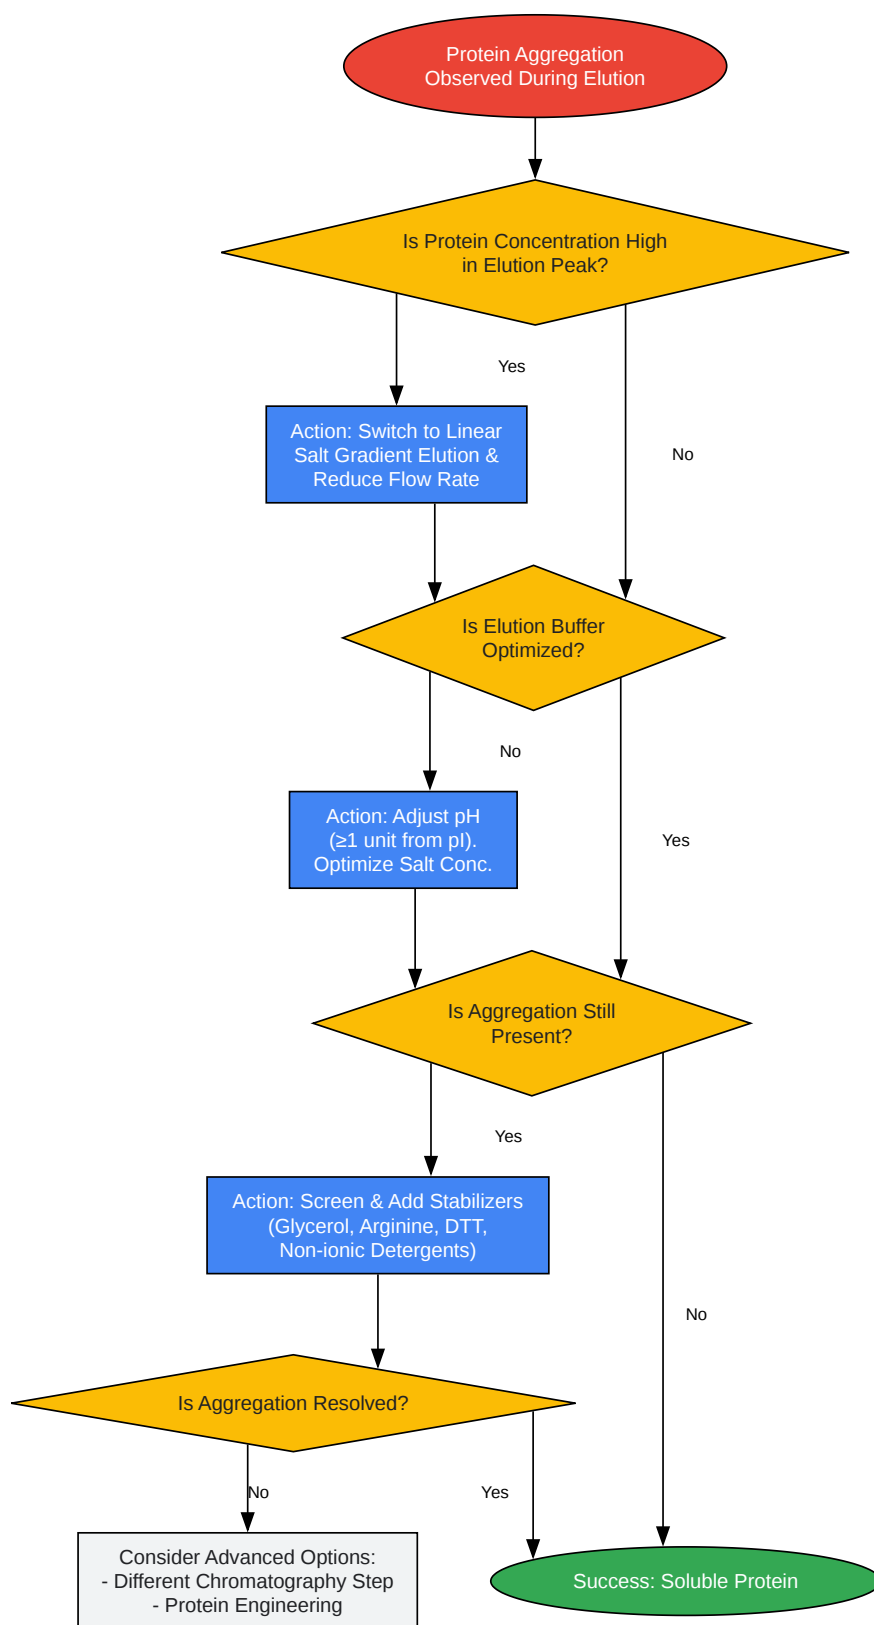 Protein Aggregation
Observed During Elution
Is Protein Concentration High
in Elution Peak?
Yes
Action: Switch to Linear
Salt Gradient Elution &
Reduce Flow Rate
No
Is Elution Buffer
Optimized?
No
Action: Adjust pH
(≥1 unit from pI).
Optimize Salt Conc.
Yes
Is Aggregation Still
Present?
Yes
Action: Screen & Add Stabilizers
(Glycerol, Arginine, DTT,
Non-ionic Detergents)
No
Is Aggregation Resolved?
No
Yes
Consider Advanced Options:
- Different Chromatography Step
- Protein Engineering
Success: Soluble Protein